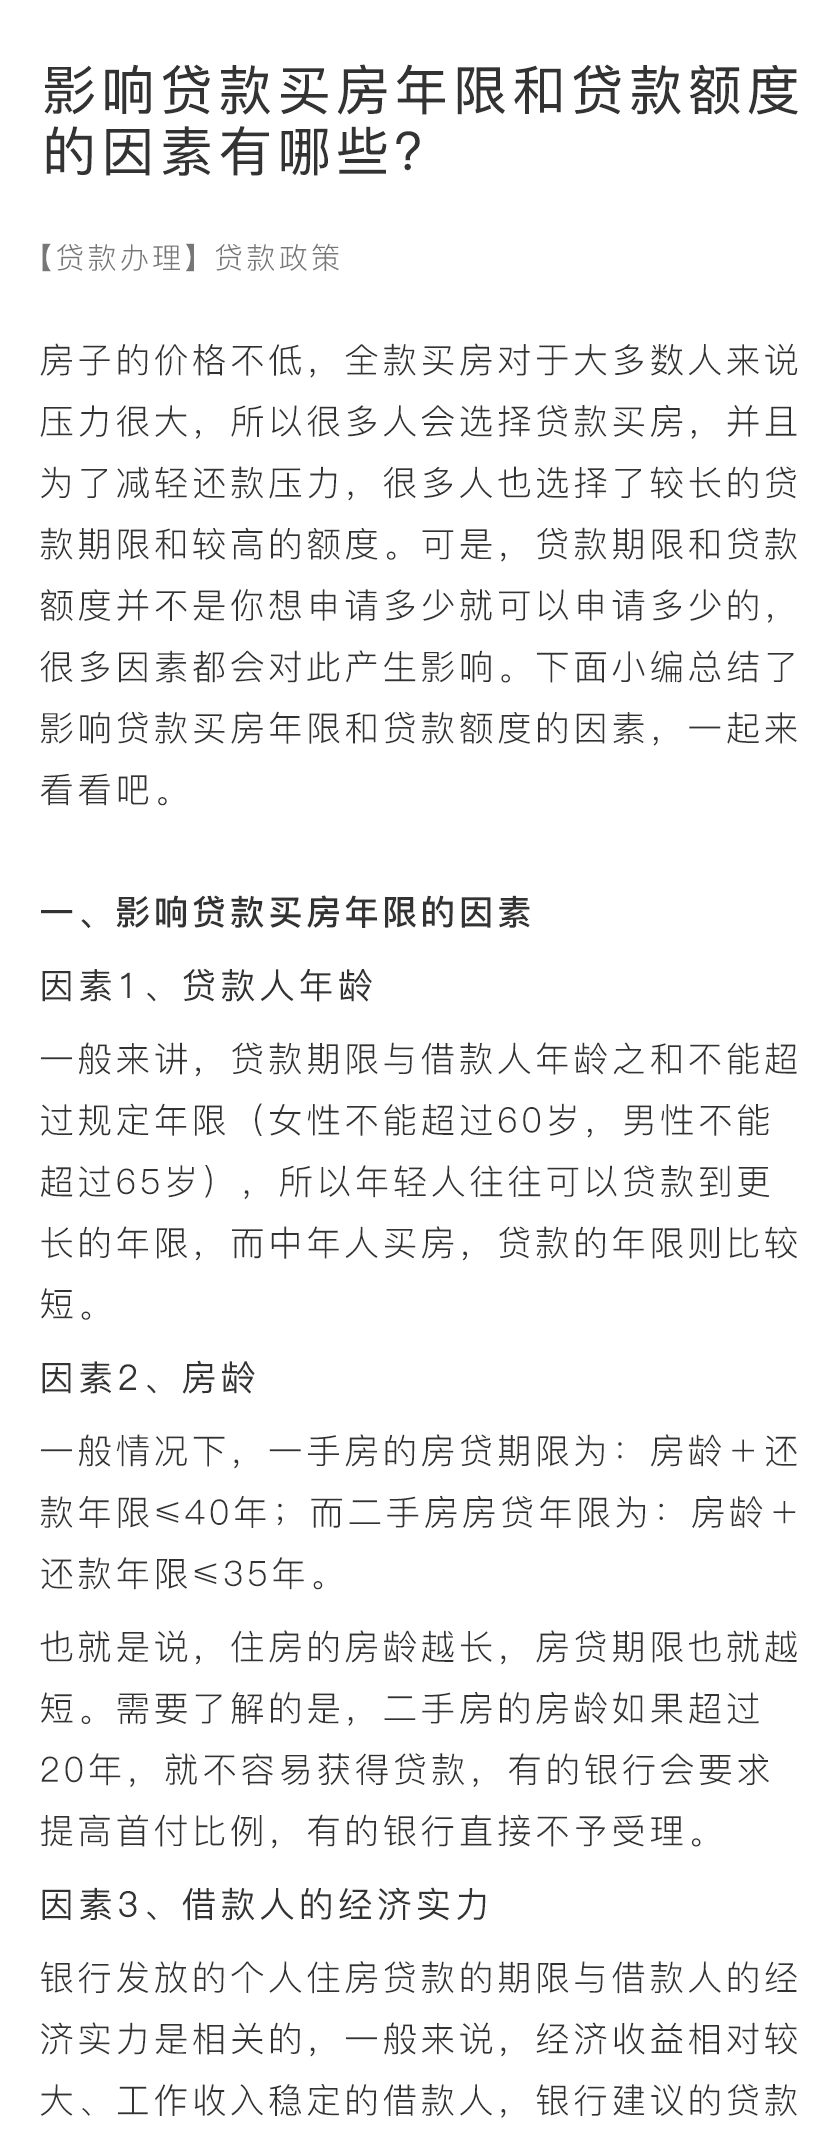 影响贷款买房年限和贷款额度
的因素有哪些?
【贷款办理】贷款政策
房子的价格不低，全款买房对于大多数人来说
压力很大，所以很多人会选择贷款买房，并且
为了减轻还款压力，很多人也选择了较长的贷
款期限和较高的额度。可是，贷款期限和贷款
额度并不是你想申请多少就可以申请多少的，
很多因素都会对此产生影响。下面小编总结了
影响贷款买房年限和贷款额度的因素，一起来
看看吧。
一、影响贷款买房年限的因素
因素1、贷款人年龄
一般来讲，贷款期限与借款人年龄之和不能超
过规定年限（女性不能超过60岁，男性不能
超过65岁），所以年轻人往往可以贷款到更
长的年限，而中年人买房，贷款的年限则比较
短。
因素2、房龄
一般情况下，一手房的房贷期限为：房龄＋还
款年限≤40年；而二手房房贷年限为：房龄＋
还款年限≤35年。
也就是说，住房的房龄越长，房贷期限也就越
短。需要了解的是，二手房的房龄如果超过
20年，就不容易获得贷款，有的银行会要求
提高首付比例，有的银行直接不予受理。
因素3、借款人的经济实力
银行发放的个人住房贷款的期限与借款人的经
济实力是相关的，一般来说，经济收益相对较
大、工作收入稳定的借款人，银行建议的贷款